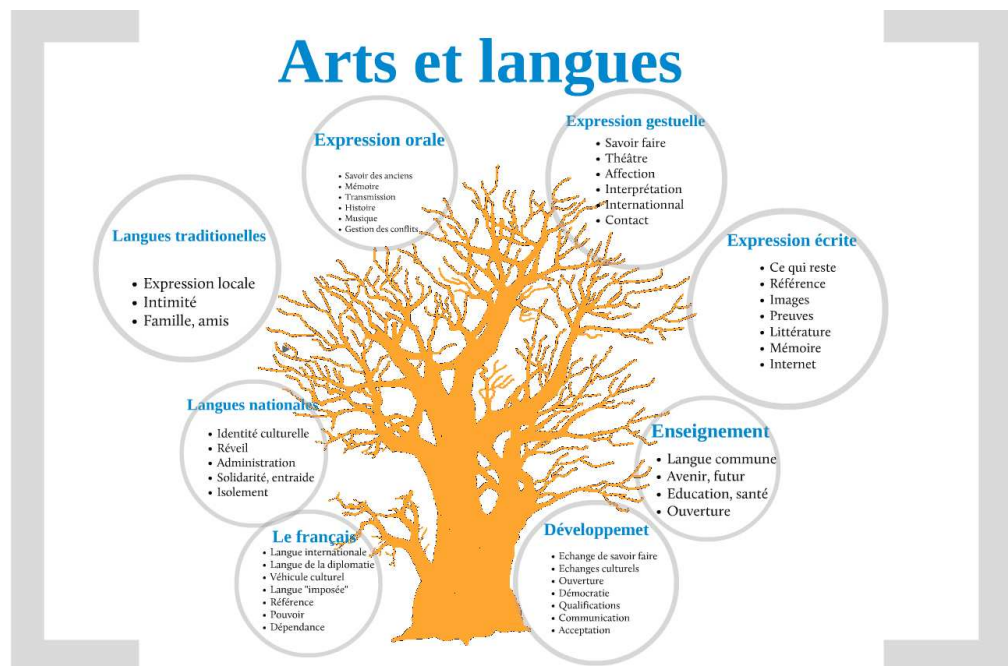 Arts et langues
Expression orale
• Savoir des anciens
• Mémoire
• Transmission
• Histoire
• Musique
• Gestion des conflits
Expression gestuelle
• Savoir faire
• Théâtre
• Affection
• Interprétation
• Internationnal
• Contact
Langues traditionelles
• Expression locale
• Intimité
• Famille, amis
Expression écrite
• Ce qui reste
• Référence
• Images
• Preuves
• Littérature
• Mémoire
• Internet
Langues nationales
• Identité culturelle
• Réveil
• Administration
• Solidarité, entraide
• Isolement
Enseignement
• Langue commune
• Avenir, futur
• Education, santé
• Ouverture
Le français
• Langue internationale
• Langue de la diplomatie
• Véhicule culturel
• Langue "imposée"
• Référence
• Pouvoir
• Dépendance
Développemet
• Echange de savoir faire
• Echanges culturels
• Ouverture
• Démocratie
• Qualifications
• Communication
• Acceptation